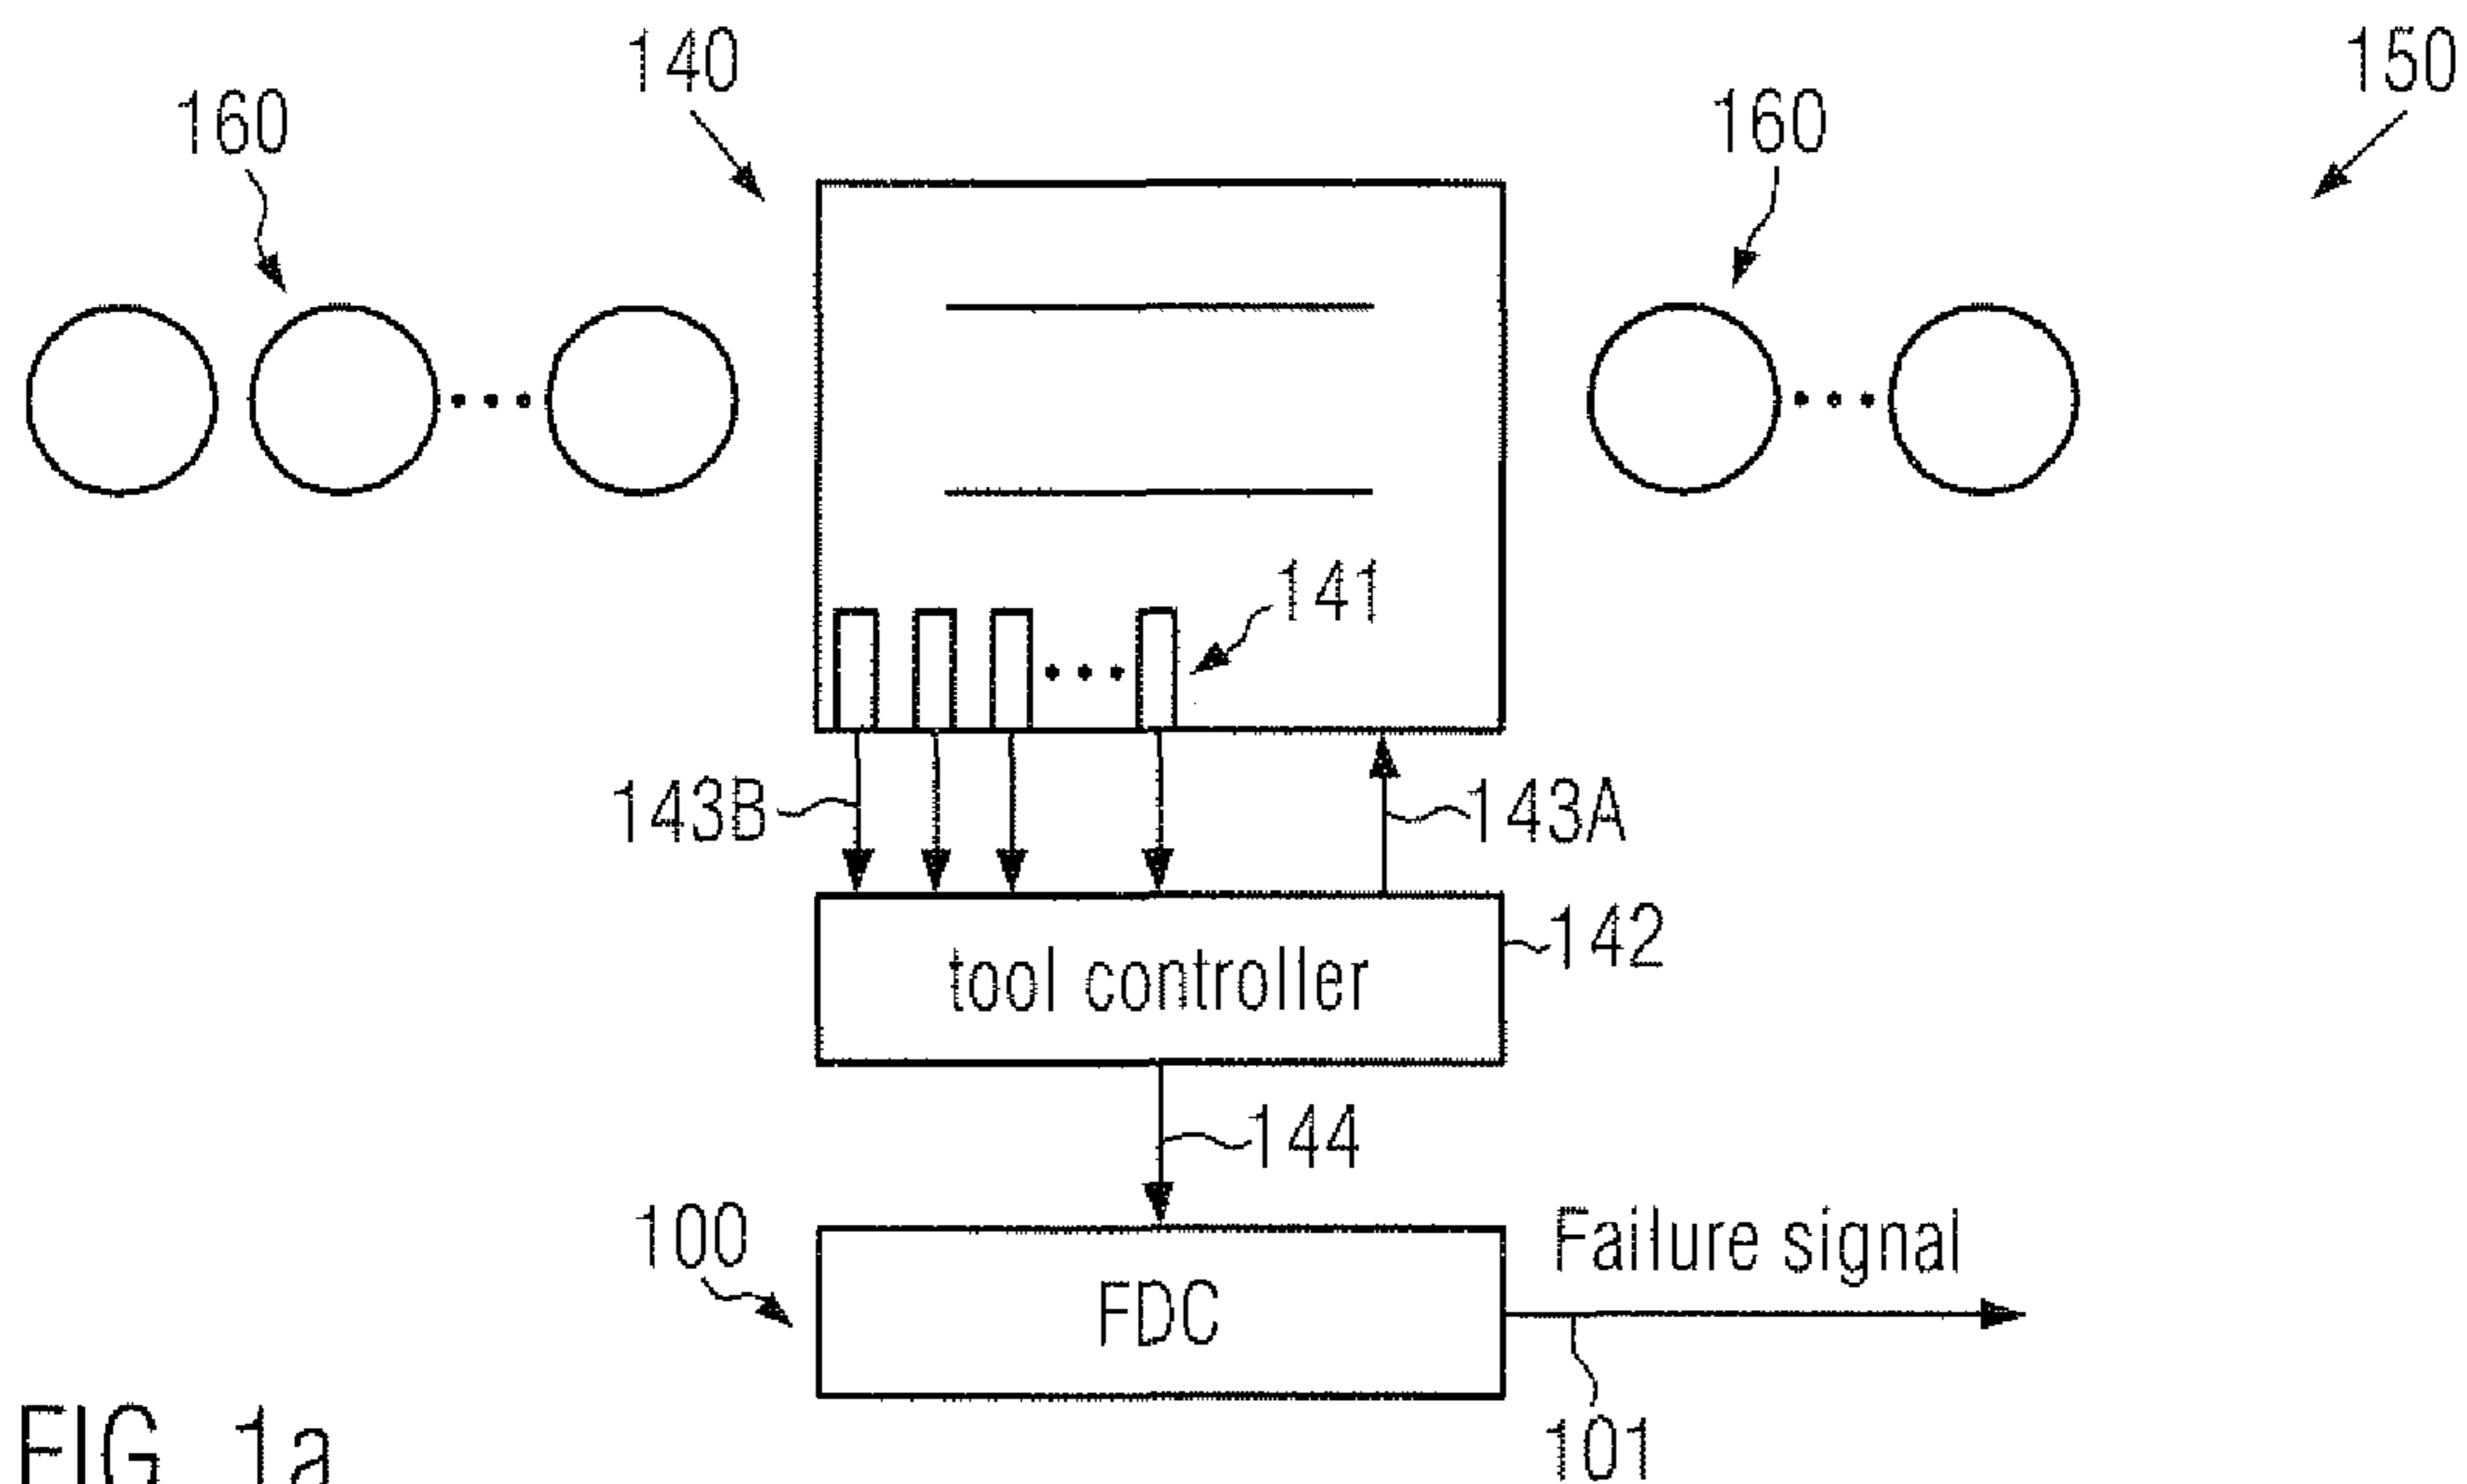 140
150
160
160
141
143B
143A
tool controller
142
144
100
Failure signal
FDC
101
FIG. 1a